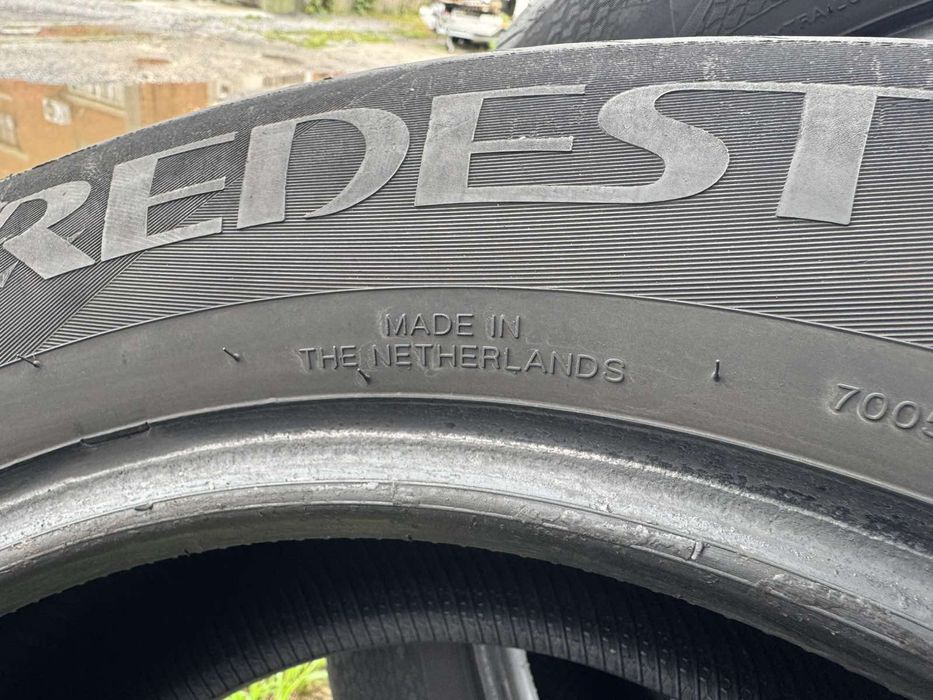 REDEST
MADE IN
THE NETHERLANDS
7005